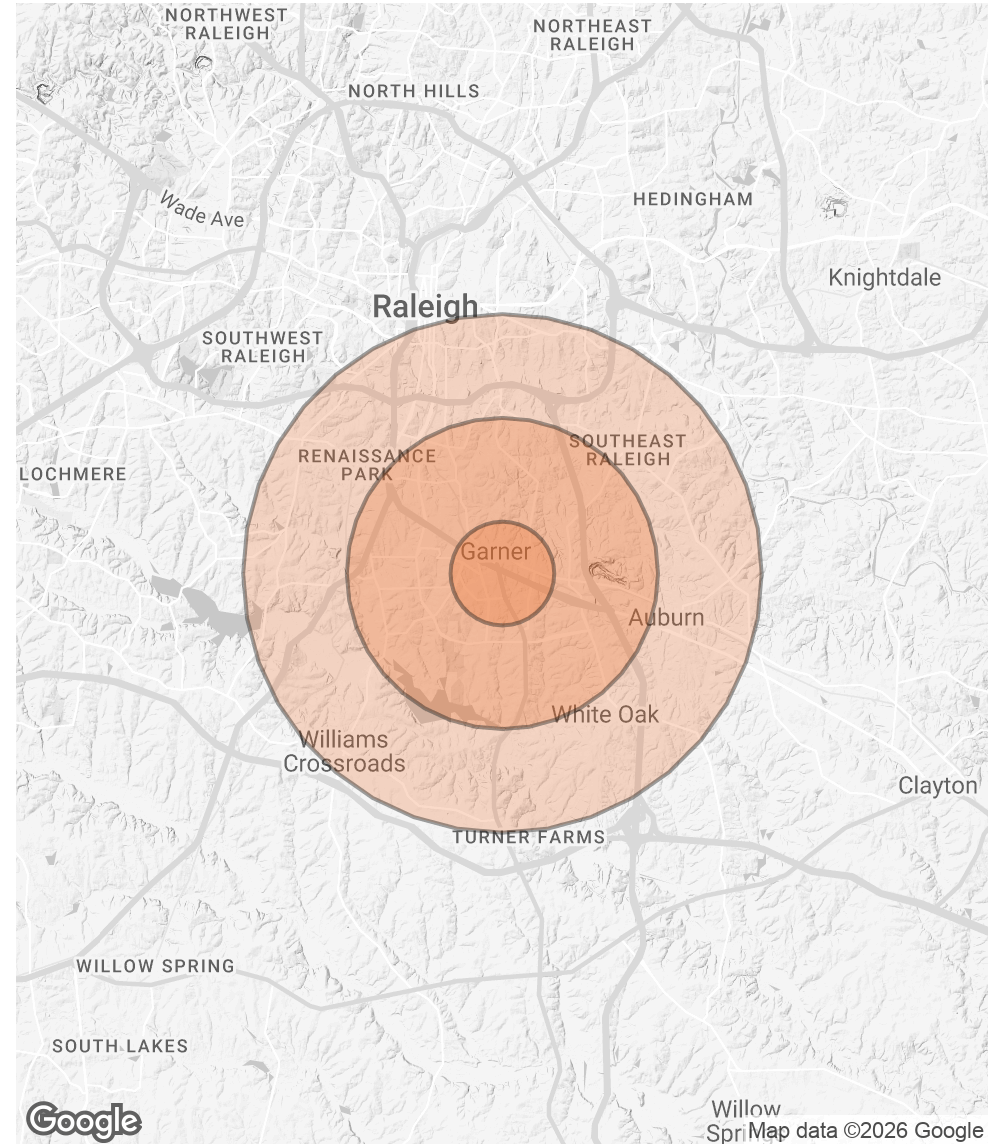 NORTHWEST
RALEIGH
NORTHEAST
RALEIGH
NORTH HILLS
Wade Ave
HEDINGHAM
Knightdale
Raleigh
SOUTHWEST
RALEIGH
SOUTHEAST
RALEIGH
RENAISSANCE
PARK
LOCHMERE
Garner
Auburn
White Oak
Williams
Crossroads
Clayton
TURNER FARMS
WILLOW SPRING
SOUTH LAKES
Willow
Google
Map data ©2026 Google